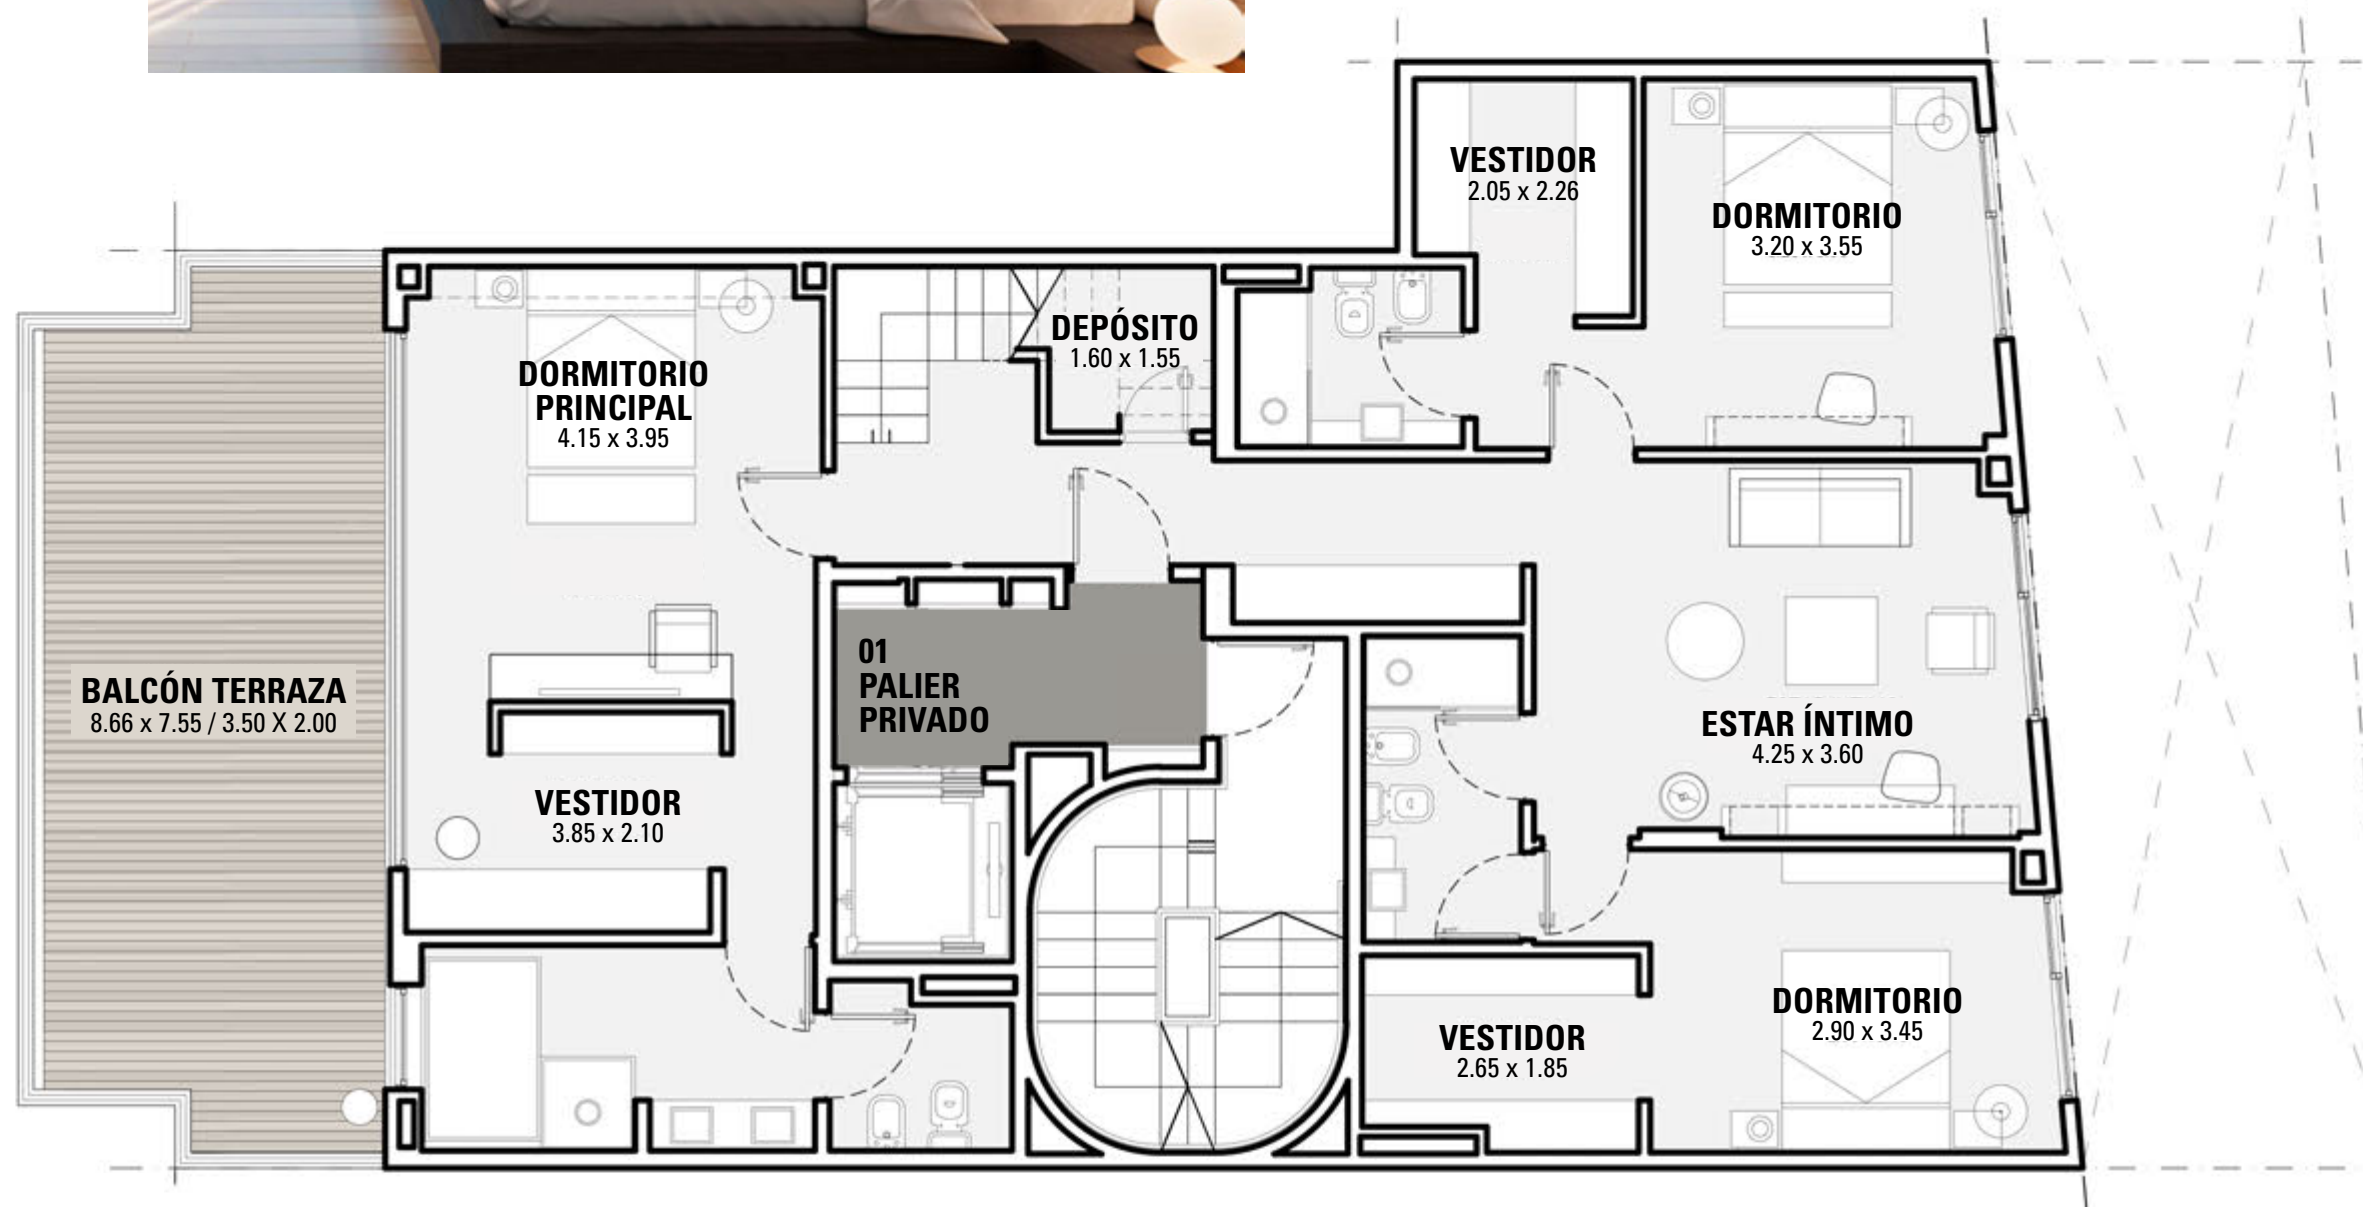 VESTIDOR
2.05 x 2.26
DORMITORIO
3.20 x 3.55
DEPÓSITO
1.60 x 1.55
DORMITORIO
PRINCIPAL
4.15 x 3.95
01
PALIER
PRIVADO
BALCÓN TERRAZA
8.66 x 7.55 / 3.50 X 2.00
ESTAR ÍNTIMO
4.25 x 3.60
VESTIDOR
3.85 x 2.10
DORMITORIO
2.90 x 3.45
VESTIDOR
2.65 x 1.85